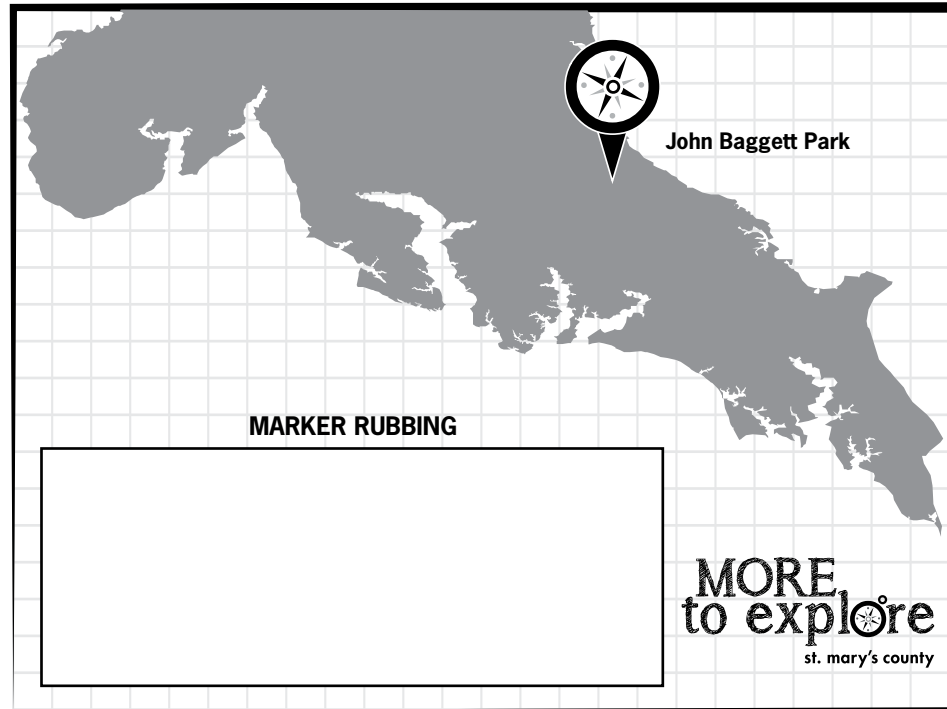 John Baggett Park
MARKER RUBBING
MORE
to explore
st. mary's county